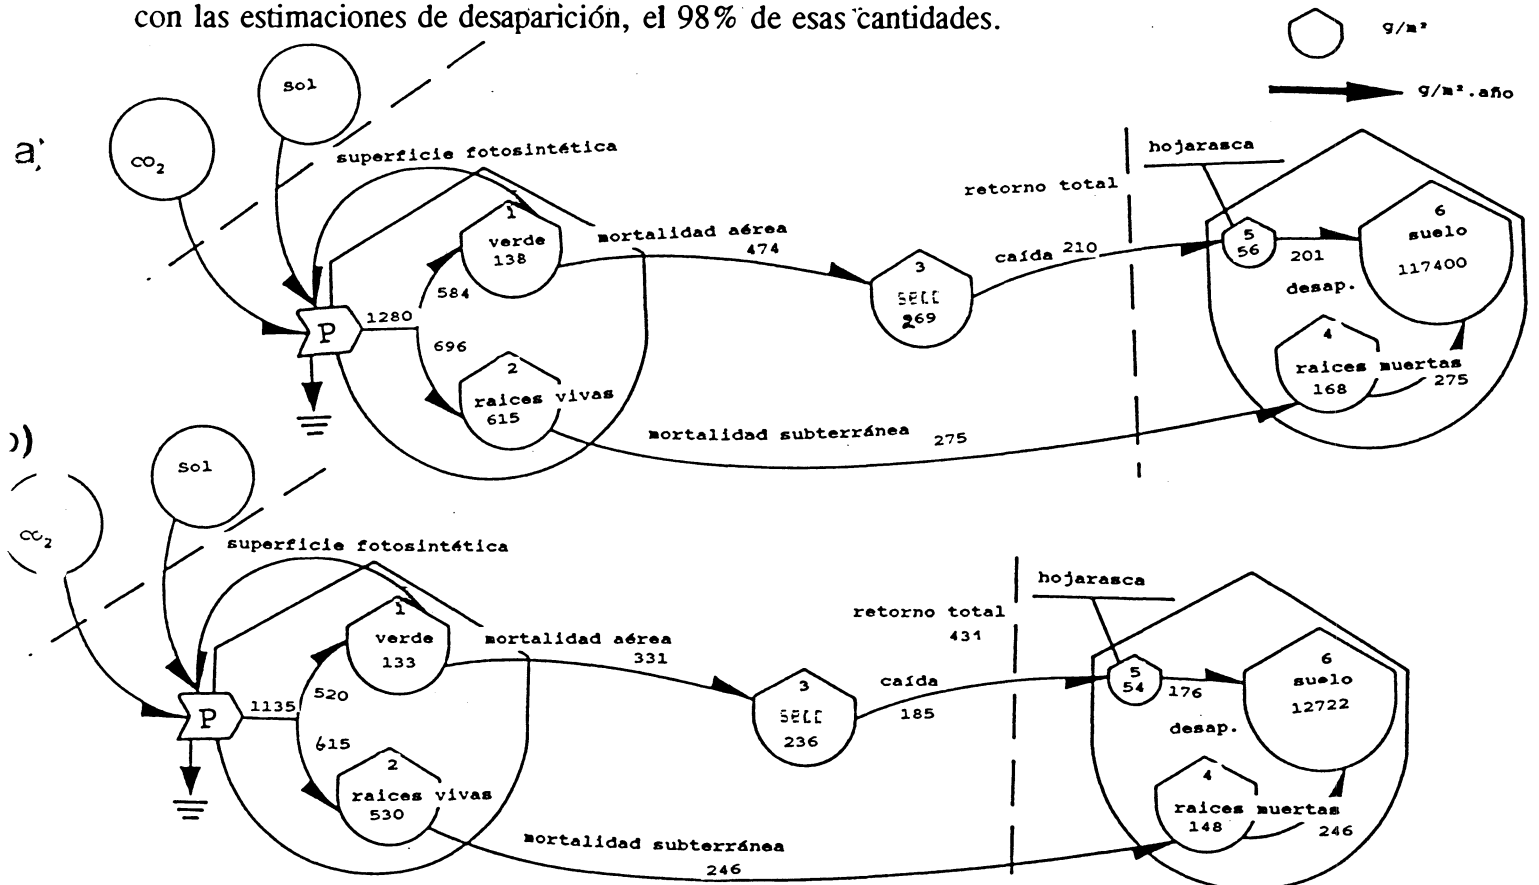 con las estimaciones de desaparición, el 98% de esas cantidades.
g/m²
g/m².año
a)
Sol
CO₂
superficie fotosintética
hojarasca
retorno total
1
verde
138
mortalidad aérea
474
3
SECO
269
caída 210
5
56
201
desap.
6
suelo
117400
584
P
1280
696
2
raices vivas
615
4
raices muertas
168
275
mortalidad subterránea 275
b)
Sol
CO₂
superficie fotosintética
hojarasca
retorno total
431
1
verde
133
mortalidad aérea
331
3
SECO
236
caída
185
5
54
176
desap.
6
suelo
12722
520
P
1135
615
2
raices vivas
530
4
raices muertas
148
246
mortalidad subterránea
246